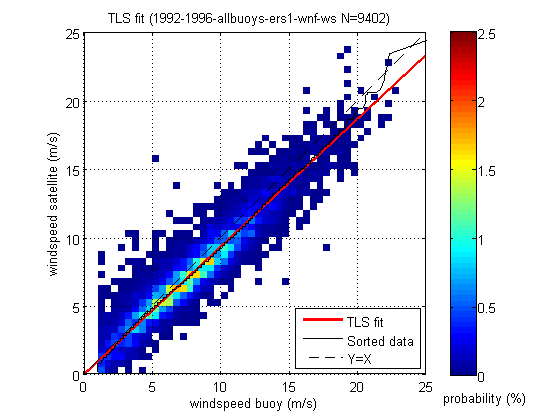 TLS fit (1992-1996-allbuoys-ers1-wnf-ws N=9402)
windspeed satellite (m/s)
25
20
15
10
5
0
0 5 10 15 20 25
windspeed buoy (m/s)
TLS fit
Sorted data
Y=X
2.5
2
1.5
1
0.5
0
probability (%)